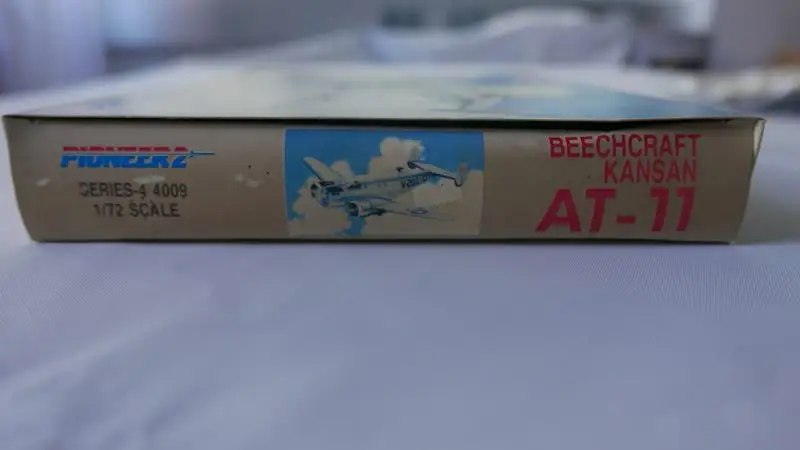 PIONEER 2
SERIES-4 4009
1/72 SCALE
BEECHCRAFT
KANSAN
AT-11